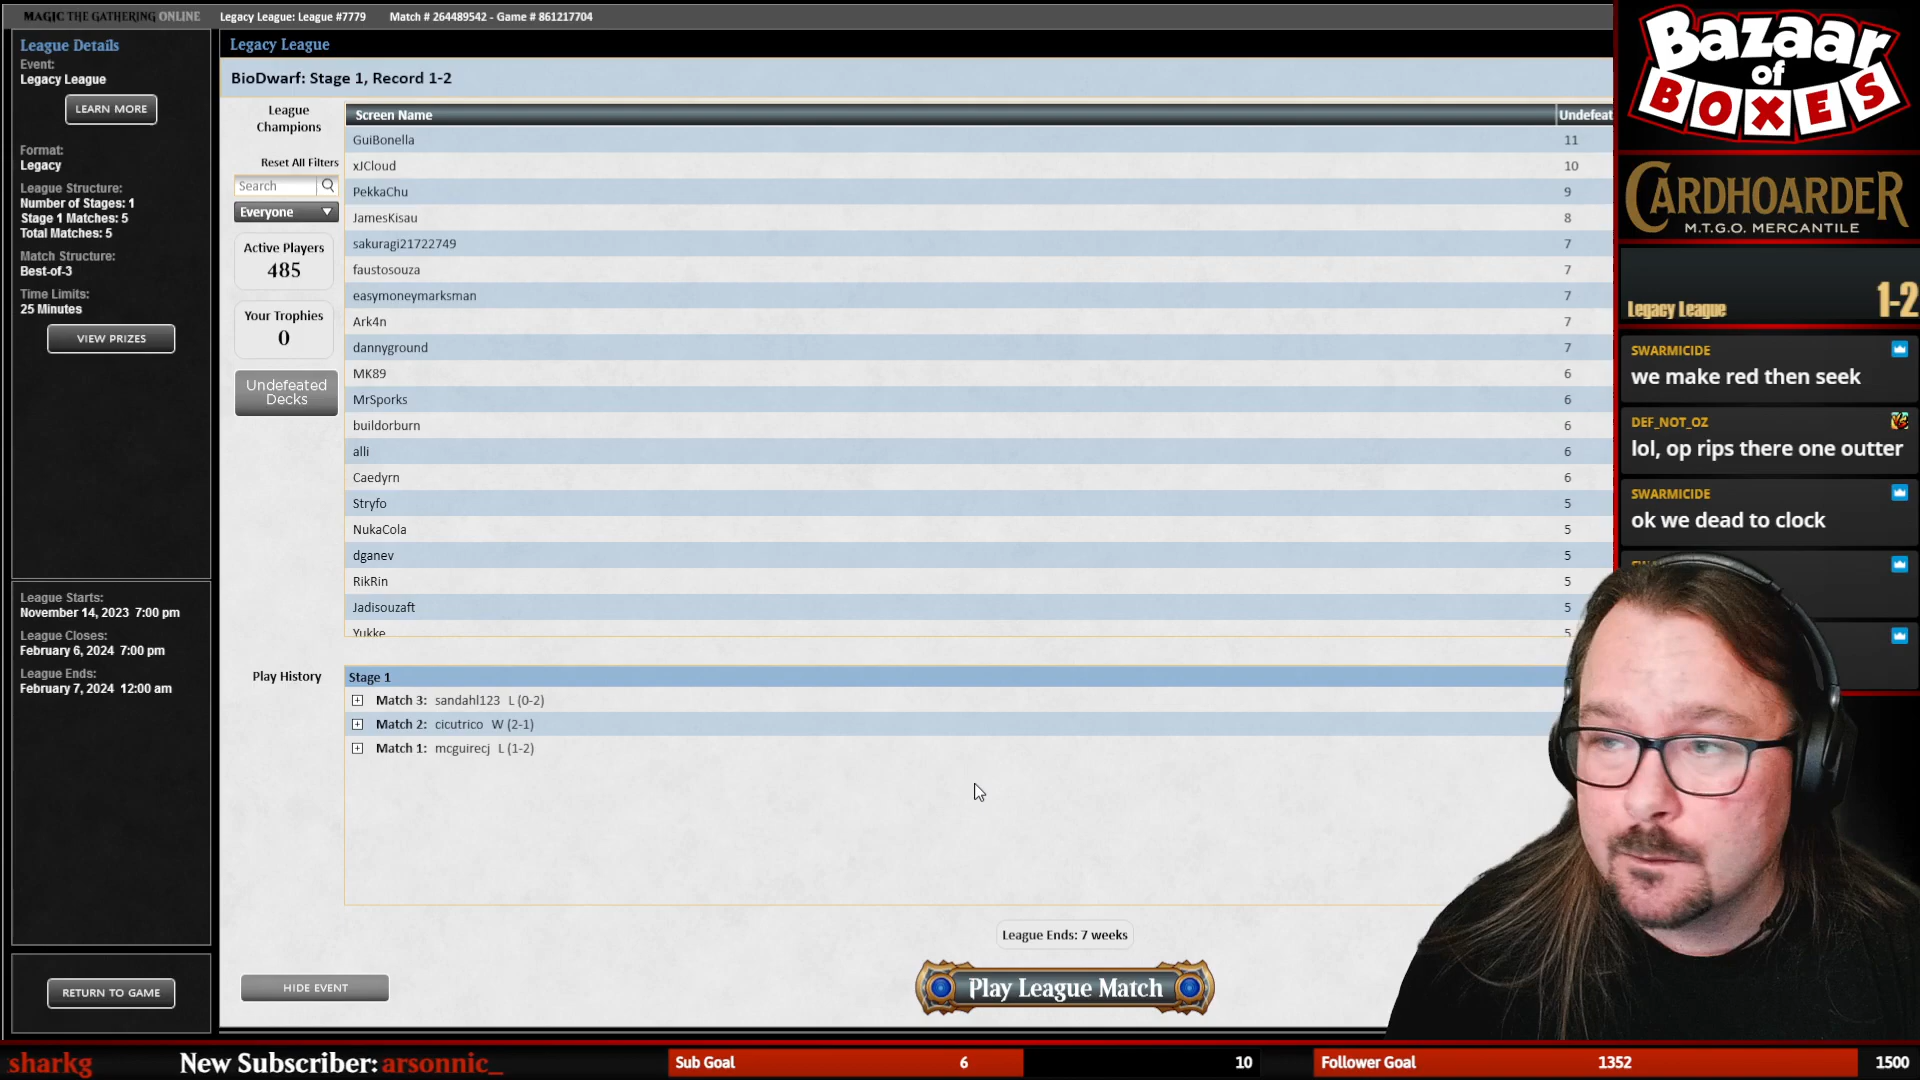 MAGIC THE GATHERING ONLINE
Legacy League: League #7779
Match # 264489542 - Game # 861217704
League Details
Event:
Legacy League
LEARN MORE
Format:
Legacy
League Structure:
Number of Stages: 1
Stage 1 Matches: 5
Total Matches: 5
Match Structure:
Best-of-3
Time Limits:
25 Minutes
VIEW PRIZES
League Starts:
November 14, 2023 7:00 pm
League Closes:
February 6, 2024 7:00 pm
League Ends:
February 7, 2024 12:00 am
RETURN TO GAME
Legacy League
BioDwarf: Stage 1, Record 1-2
League
Champions
Reset All Filters
Search
Everyone
Active Players
485
Your Trophies
0
Undefeated
Decks
Screen Name Undefeat
GuiBonella 11
xJCloud 10
PekkaChu 9
JamesKisau 8
sakuragi21722749 7
faustosouza 7
easymoneymarksman 7
Ark4n 7
dannyground 7
MK89 6
MrSporks 6
buildorburn 6
alli 6
Caedyrn 6
Stryfo 5
NukaCola 5
dganev 5
RikRin 5
Jadisouzaft 5
Yukke 5
Play History
Stage 1
Match 3: sandahl123 L (0-2)
Match 2: cicutrico W (2-1)
Match 1: mcguirecj L (1-2)
League Ends: 7 weeks
HIDE EVENT
Play League Match
Bazaar
of
BOXES
CARDHOARDER
M.T.G.O. MERCANTILE
Legacy League 1-2
SWARMICIDE
we make red then seek
DEF_NOT_OZ
lol, op rips there one outter
SWARMICIDE
ok we dead to clock
sharkg
New Subscriber: arsonnic_
Sub Goal 6 10
Follower Goal 1352 1500